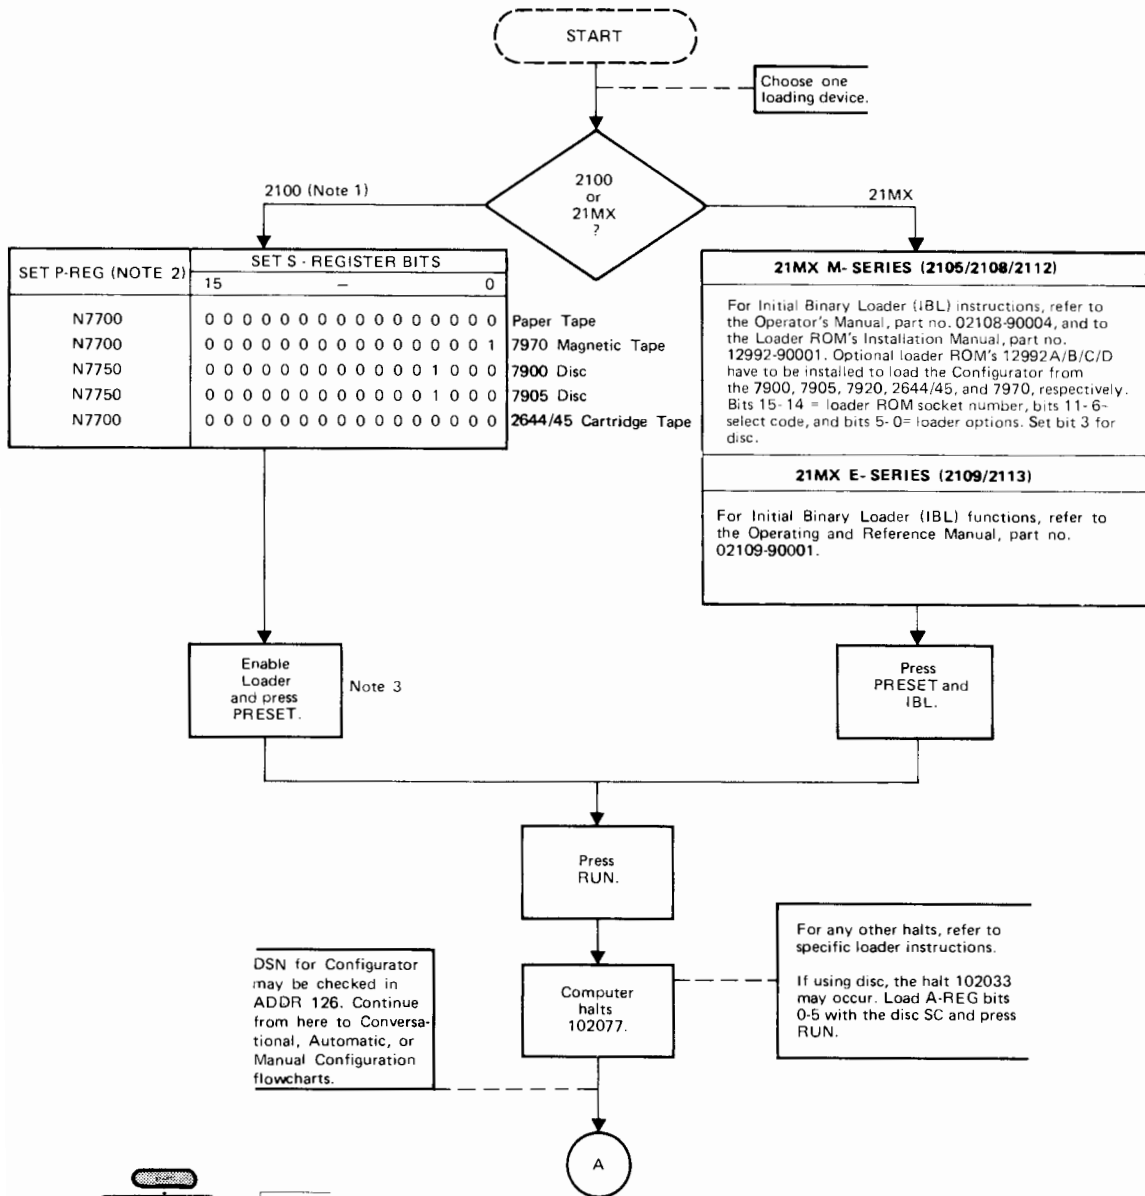 START
Choose one
loading device.
2100
or
21MX
?
2100 (Note 1)
21MX
SET P-REG (NOTE 2)
SET S - REGISTER BITS
15 – 0
N7700 0 0 0 0 0 0 0 0 0 0 0 0 0 0 0 0 Paper Tape
N7700 0 0 0 0 0 0 0 0 0 0 0 0 0 0 0 1 7970 Magnetic Tape
N7750 0 0 0 0 0 0 0 0 0 0 0 0 1 0 0 0 7900 Disc
N7750 0 0 0 0 0 0 0 0 0 0 0 0 1 0 0 0 7905 Disc
N7700 0 0 0 0 0 0 0 0 0 0 0 0 0 0 0 0 2644/45 Cartridge Tape
21MX M- SERIES (2105/2108/2112)
For Initial Binary Loader (IBL) instructions, refer to
the Operator's Manual, part no. 02108-90004, and to
the Loader ROM's Installation Manual, part no.
12992-90001. Optional loader ROM's 12992A/B/C/D
have to be installed to load the Configurator from
the 7900, 7905, 7920, 2644/45, and 7970, respectively.
Bits 15-14 = loader ROM socket number, bits 11-6-
select code, and bits 5-0= loader options. Set bit 3 for
disc.
21MX E- SERIES (2109/2113)
For Initial Binary Loader (IBL) functions, refer to
the Operating and Reference Manual, part no.
02109-90001.
Enable
Loader
and press
PRESET.
Note 3
Press
PRESET and
IBL.
Press
RUN.
DSN for Configurator
may be checked in
ADDR 126. Continue
from here to Conversa-
tional, Automatic, or
Manual Configuration
flowcharts.
Computer
halts
102077.
For any other halts, refer to
specific loader instructions.
If using disc, the halt 102033
may occur. Load A-REG bits
0-5 with the disc SC and press
RUN.
A